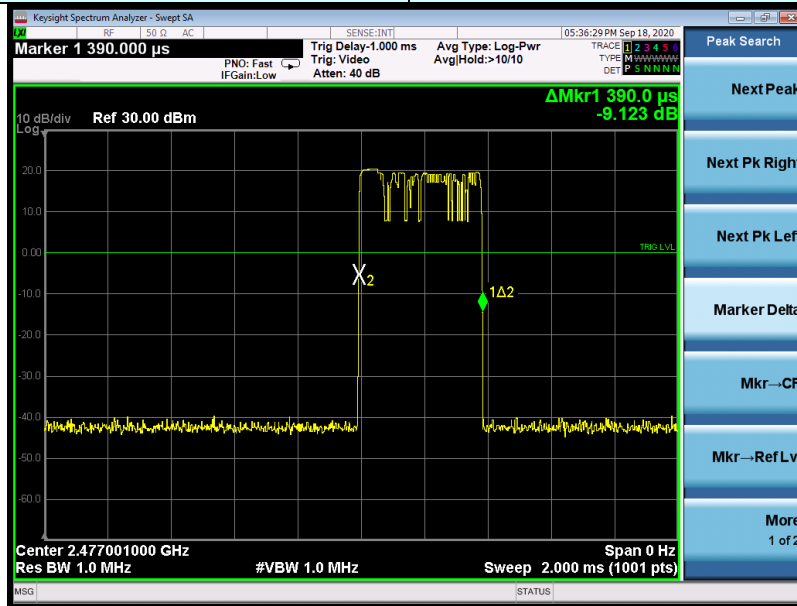 Keysight Spectrum Analyzer - Swept SA
LXI RF 50 Ω AC SENSE:INT 05:36:29 PM Sep 18, 2020
Marker 1 390.000 µs
PNO: Fast
IFGain:Low
Trig Delay-1.000 ms
Trig: Video
Atten: 40 dB
Avg Type: Log-Pwr
Avg|Hold:>10/10
TRACE 1 2 3 4 5 6
TYPE M W W W W W
DET P S N N N N
Peak Search
ΔMkr1 390.0 µs
-9.123 dB
10 dB/div Ref 30.00 dBm
Log
20.0
10.0
0.00
TRIG LVL
-10.0
-20.0
-30.0
-40.0
-50.0
-60.0
X2
1Δ2
Center 2.477001000 GHz Span 0 Hz
Res BW 1.0 MHz #VBW 1.0 MHz Sweep 2.000 ms (1001 pts)
MSG STATUS
Next Peak
Next Pk Right
Next Pk Left
Marker Delta
Mkr→CF
Mkr→Ref Lv
More
1 of 2